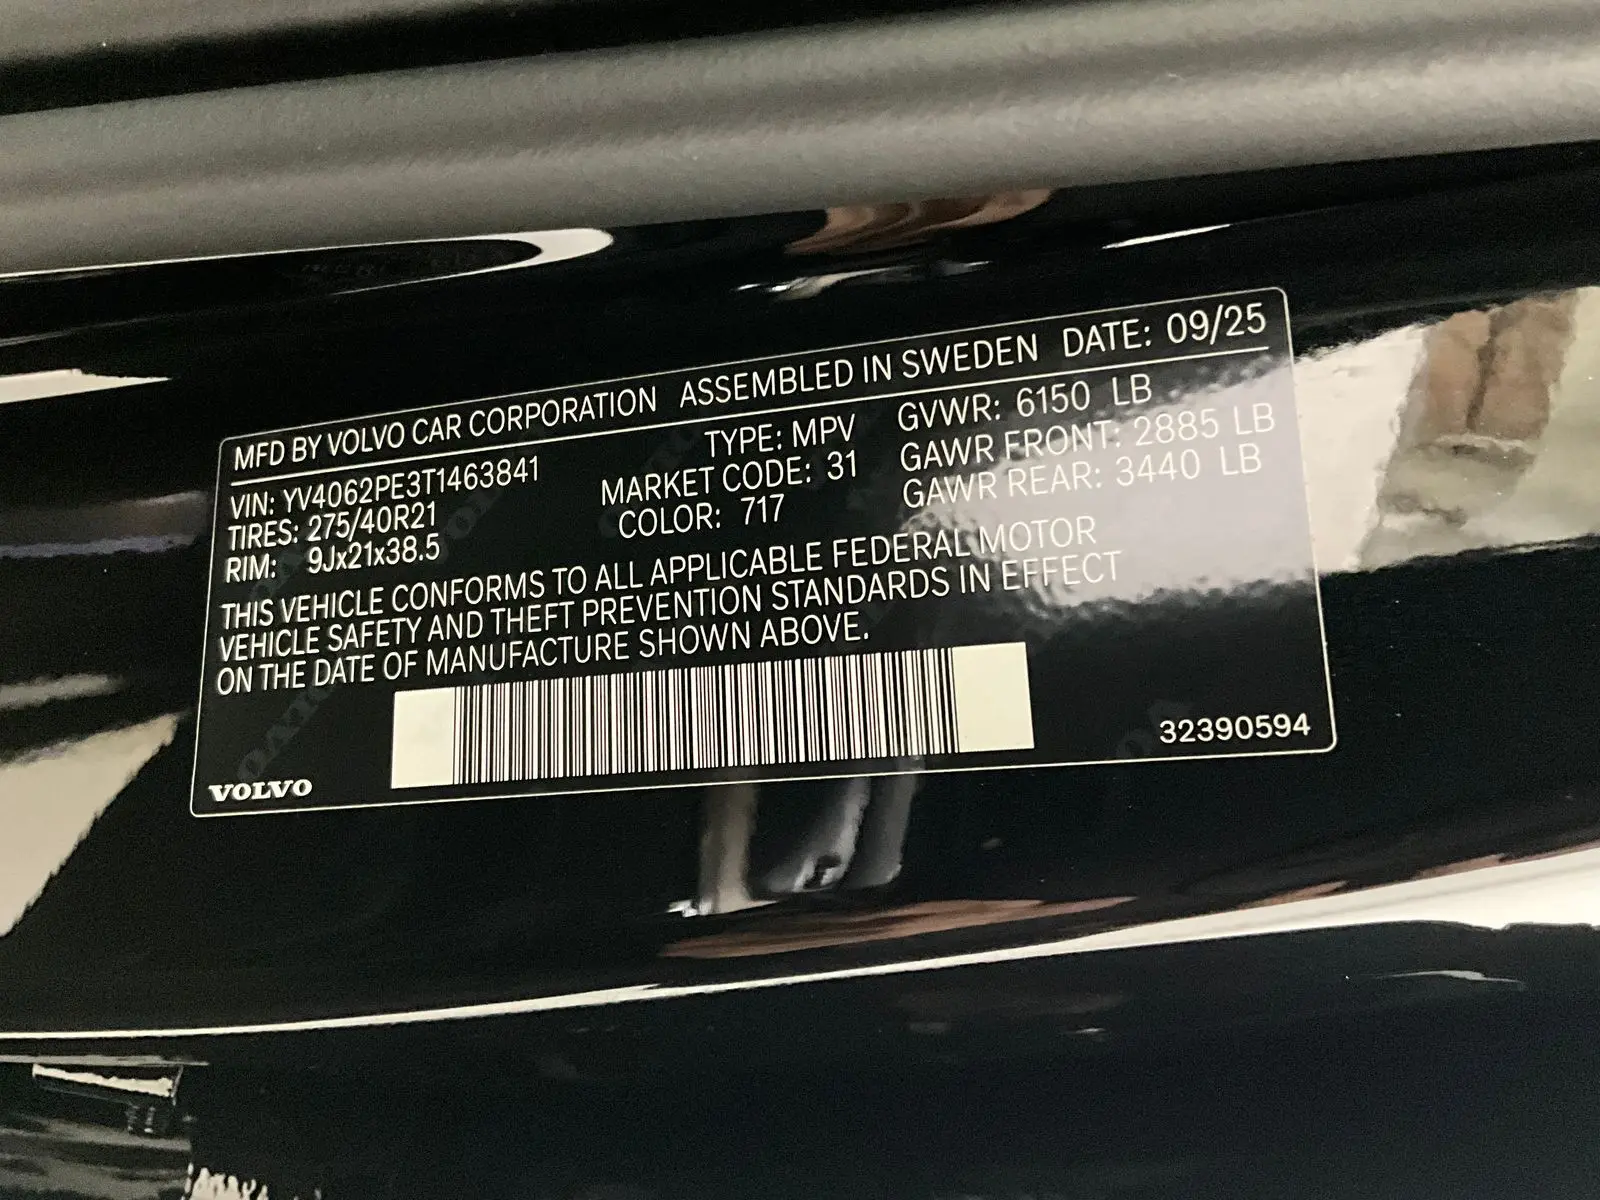 MFD BY VOLVO CAR CORPORATION ASSEMBLED IN SWEDEN DATE: 09/25
VIN: YV4062PE3T1463841 TYPE: MPV GVWR: 6150 LB
TIRES: 275/40R21 MARKET CODE: 31 GAWR FRONT: 2885 LB
RIM: 9Jx21x38.5 COLOR: 717 GAWR REAR: 3440 LB
THIS VEHICLE CONFORMS TO ALL APPLICABLE FEDERAL MOTOR
VEHICLE SAFETY AND THEFT PREVENTION STANDARDS IN EFFECT
ON THE DATE OF MANUFACTURE SHOWN ABOVE.
VOLVO 32390594